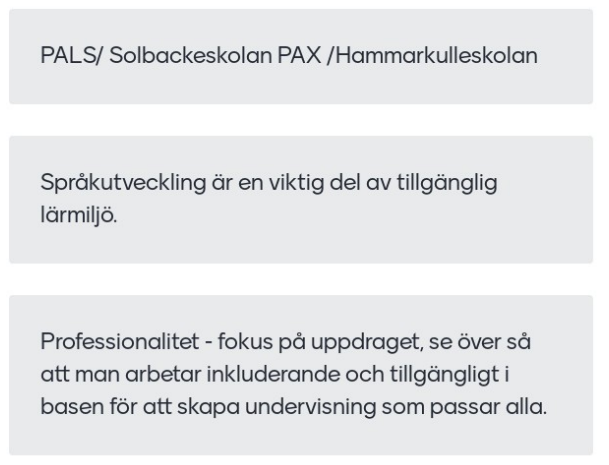 PALS/ Solbackeskolan PAX /Hammarkulleskolan
Språkutveckling är en viktig del av tillgänglig
lärmiljö.
Professionalitet - fokus på uppdraget, se över så
att man arbetar inkluderande och tillgängligt i
basen för att skapa undervisning som passar alla.